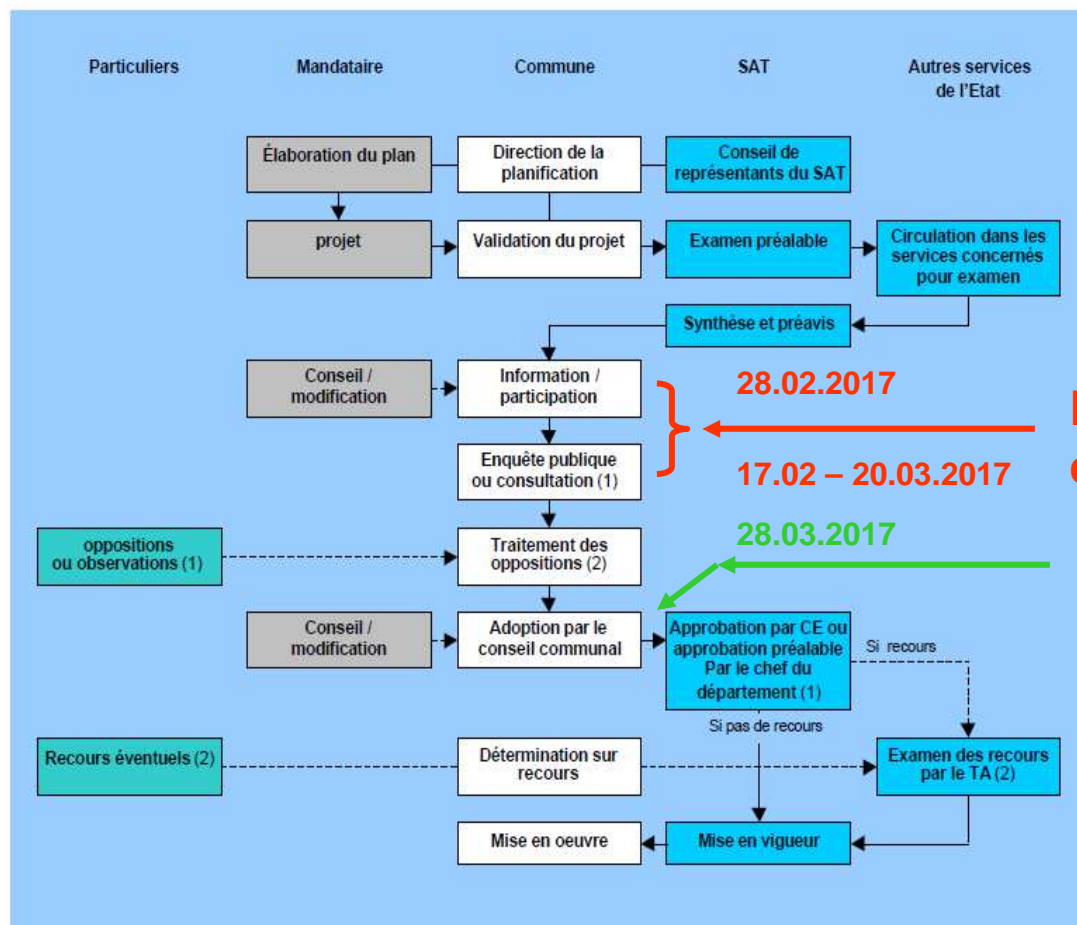 Particuliers
Mandataire
Commune
SAT
Autres services
de l'Etat
Élaboration du plan
Direction de la
planification
Conseil de
représentants du SAT
projet
Validation du projet
Examen préalable
Circulation dans les
services concernés
pour examen
Synthèse et préavis
Conseil /
modification
Information /
participation
28.02.2017
Enquête publique
ou consultation (1)
17.02 – 20.03.2017
28.03.2017
oppositions
ou observations (1)
Traitement des
oppositions (2)
Conseil /
modification
Adoption par le
conseil communal
Approbation par CE ou
approbation préalable
Par le chef du
département (1)
Si recours
Si pas de recours
Recours éventuels (2)
Détermination sur
recours
Examen des recours
par le TA (2)
Mise en oeuvre
Mise en vigueur